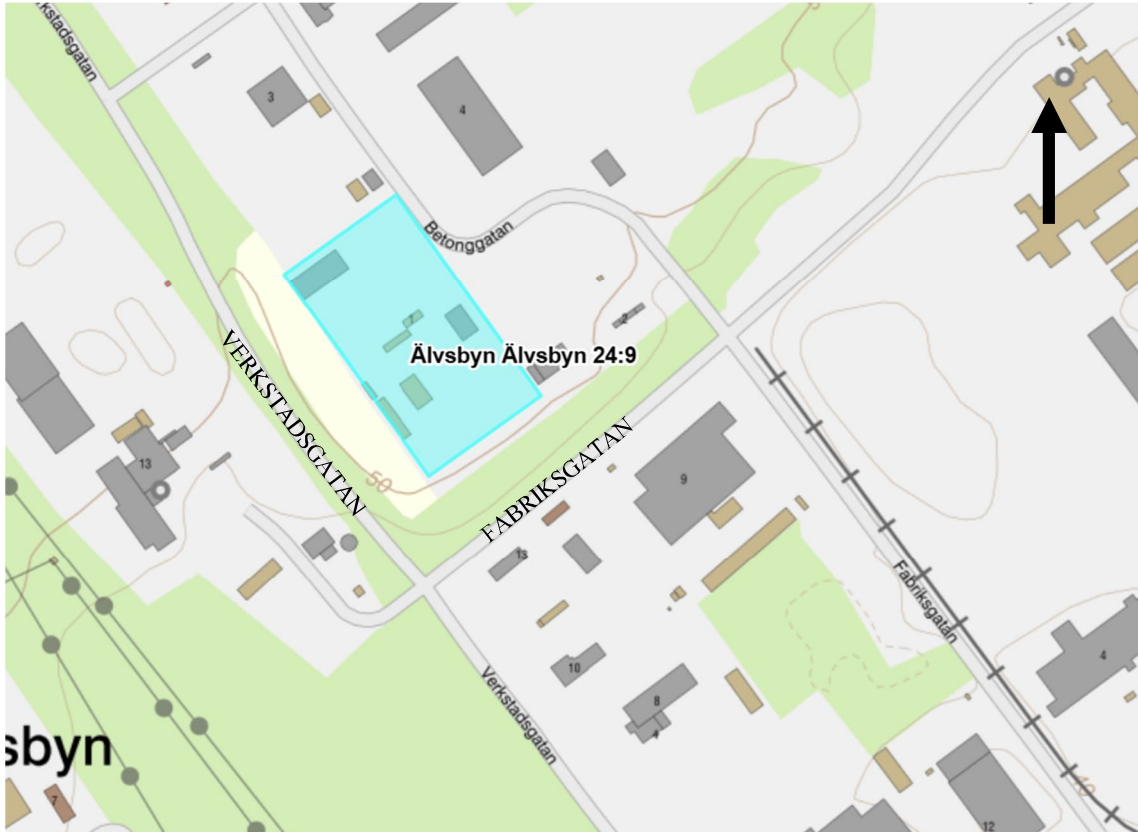 rkstadsgatan
3
4
Betonggatan
7
2
Älvsbyn Älvsbyn 24:9
VERKSTADSGATAN
FABRIKSGATAN
13
50
9
13
10
8
Verkstadsgatan
Fabriksgatan
4
sbyn
7
12